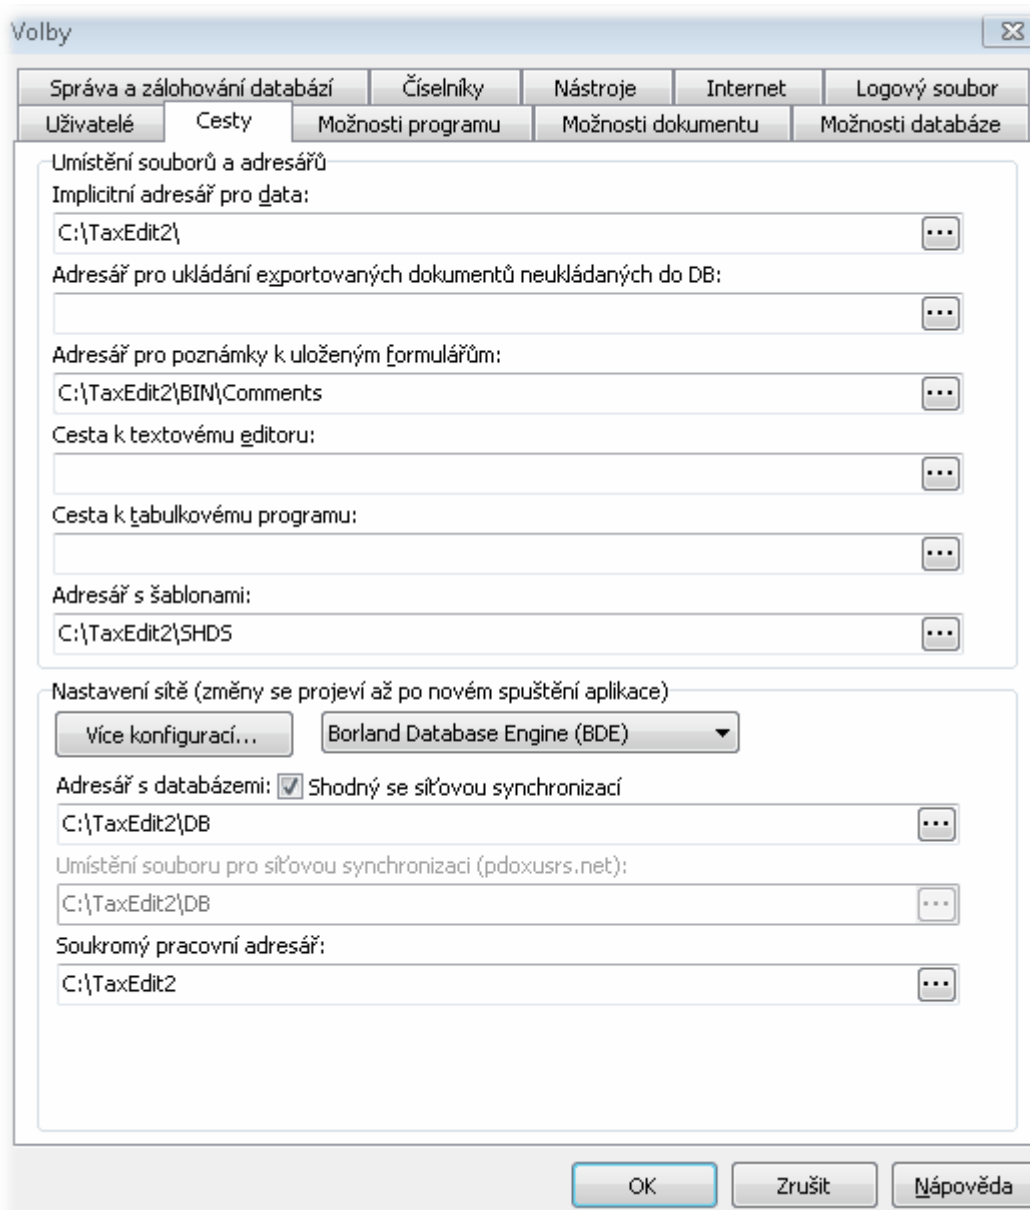 Volby
Správa a zálohování databází Číselníky Nástroje Internet Logový soubor
Uživatelé Cesty Možnosti programu Možnosti dokumentu Možnosti databáze
Umístění souborů a adresářů
Implicitní adresář pro data:
C:\TaxEdit2\
Adresář pro ukládání exportovaných dokumentů neukládaných do DB:
Adresář pro poznámky k uloženým formulářům:
C:\TaxEdit2\BIN\Comments
Cesta k textovému editoru:
Cesta k tabulkovému programu:
Adresář s šablonami:
C:\TaxEdit2\SHDS
Nastavení sítě (změny se projeví až po novém spuštění aplikace)
Více konfigurací... Borland Database Engine (BDE)
Adresář s databázemi: Shodný se síťovou synchronizací
C:\TaxEdit2\DB
Umístění souboru pro síťovou synchronizaci (pdoxusrs.net):
C:\TaxEdit2\DB
Soukromý pracovní adresář:
C:\TaxEdit2
OK Zrušit Nápověda